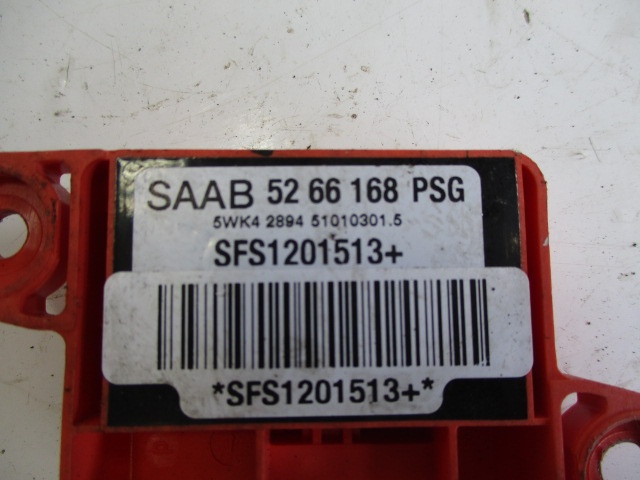 SAAB 52 66 168 PSG
5WK4 2894 51010301.5
SFS1201513+
*SFS1201513+*